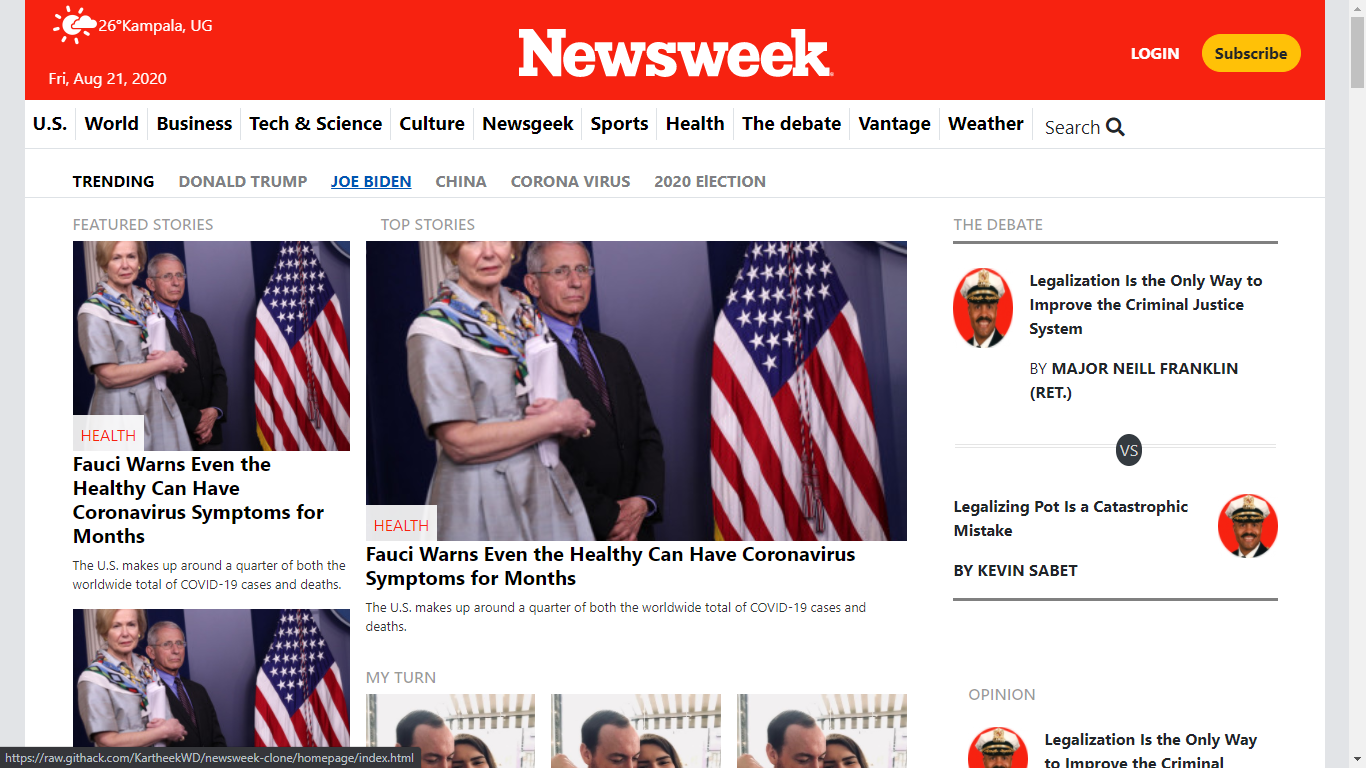 26°Kampala, UG
Fri, Aug 21, 2020
Newsweek
LOGIN
Subscribe
U.S. World Business Tech & Science Culture Newsgeek Sports Health The debate Vantage Weather Search
TRENDING DONALD TRUMP JOE BIDEN CHINA CORONA VIRUS 2020 ElECTION
FEATURED STORIES
HEALTH
Fauci Warns Even the
Healthy Can Have
Coronavirus Symptoms for
Months
The U.S. makes up around a quarter of both the
worldwide total of COVID-19 cases and deaths.
TOP STORIES
HEALTH
Fauci Warns Even the Healthy Can Have Coronavirus
Symptoms for Months
The U.S. makes up around a quarter of both the worldwide total of COVID-19 cases and
deaths.
MY TURN
THE DEBATE
Legalization Is the Only Way to
Improve the Criminal Justice
System
BY MAJOR NEILL FRANKLIN
(RET.)
VS
Legalizing Pot Is a Catastrophic
Mistake
BY KEVIN SABET
OPINION
Legalization Is the Only Way
to Improve the Criminal
https://raw.githack.com/KartheekWD/newsweek-clone/homepage/index.html